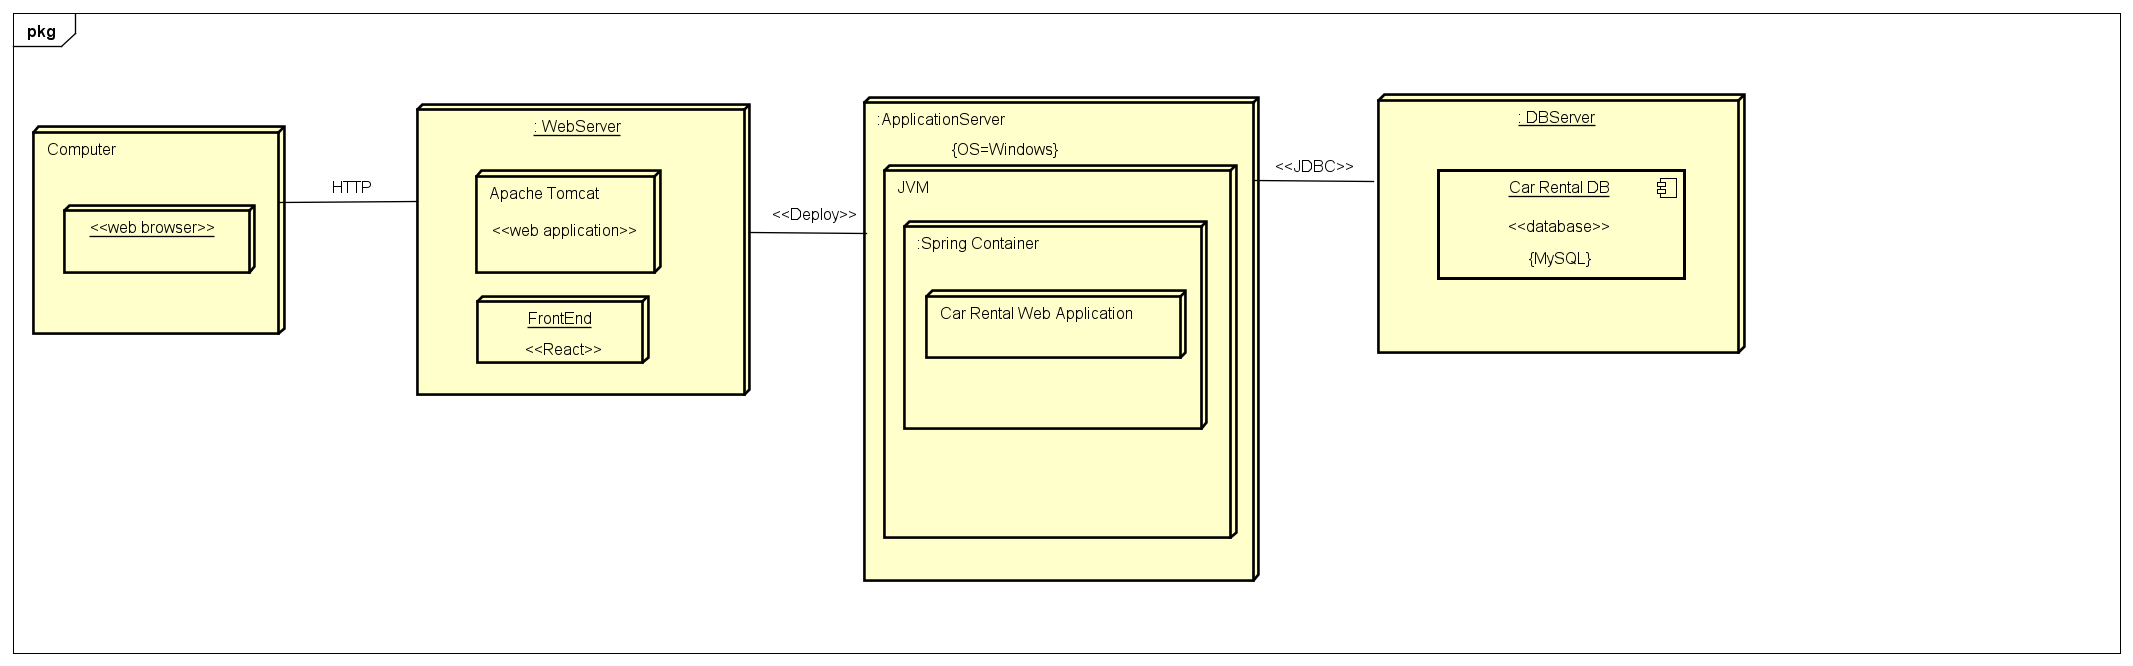 pkg
Computer
<<web browser>>
HTTP
: WebServer
Apache Tomcat
<<web application>>
FrontEnd
<<React>>
<<Deploy>>
:ApplicationServer
{OS=Windows}
JVM
:Spring Container
Car Rental Web Application
<<JDBC>>
: DBServer
Car Rental DB
<<database>>
{MySQL}